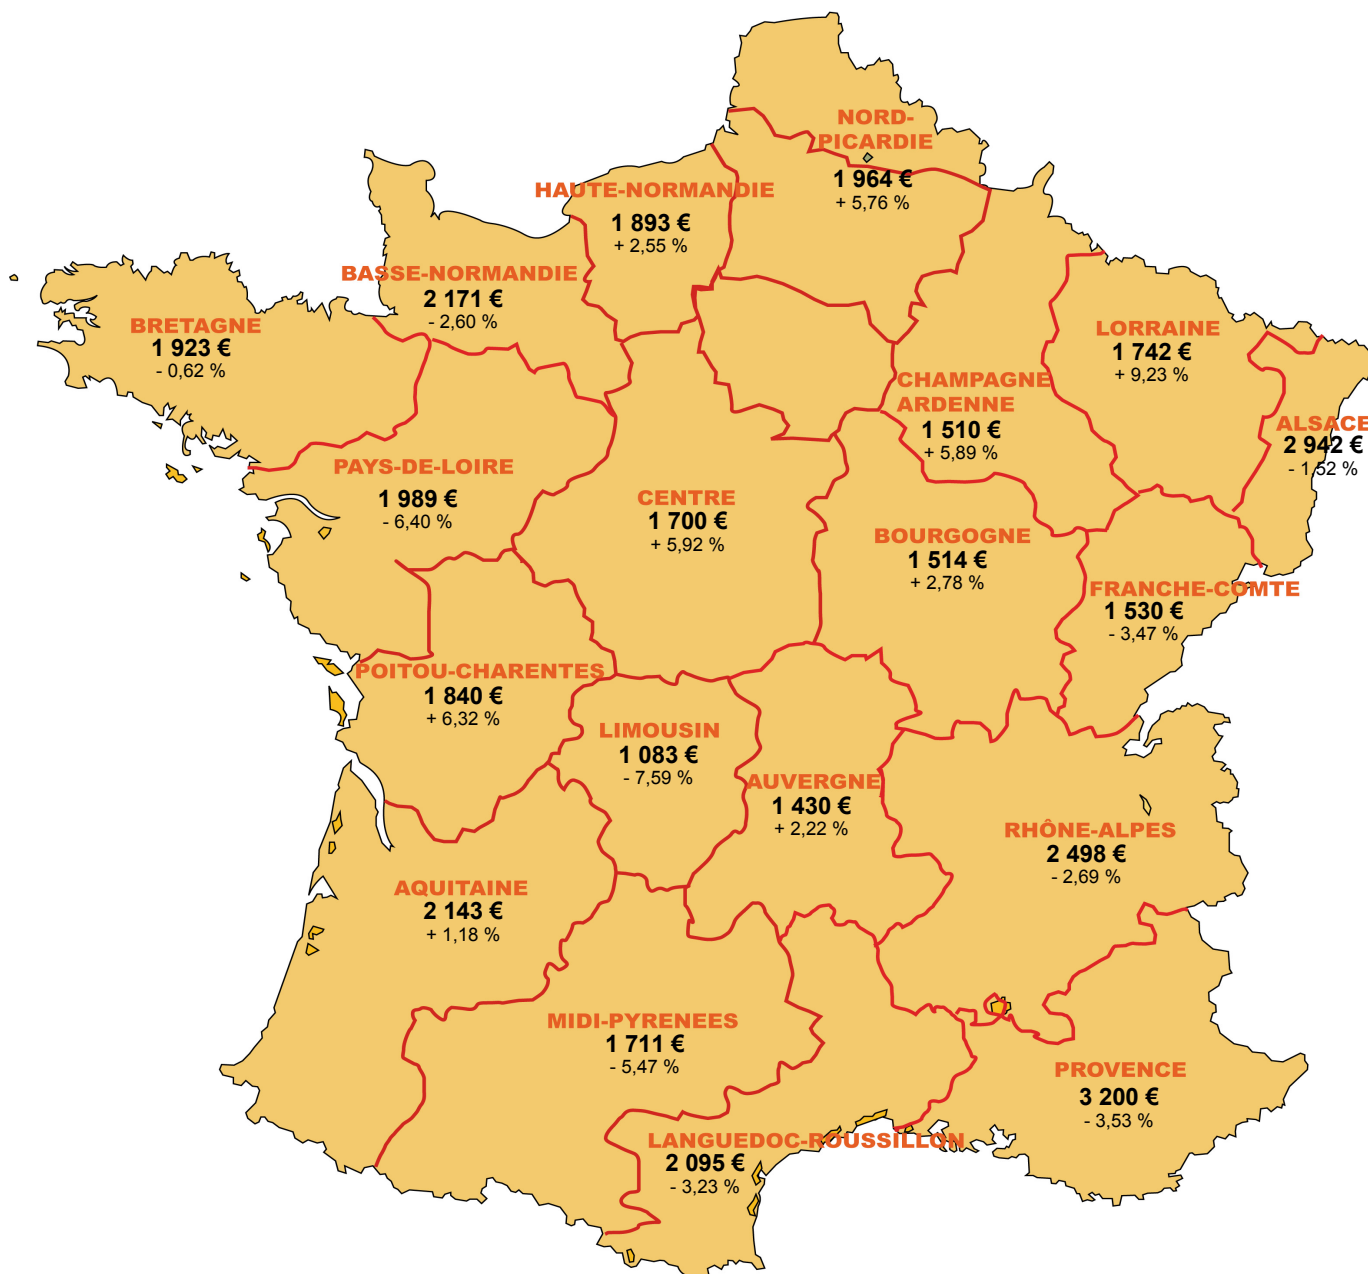 NORD-
PICARDIE
1 964 €
+ 5,76 %
HAUTE-NORMANDIE
1 893 €
+ 2,55 %
BASSE-NORMANDIE
2 171 €
- 2,60 %
BRETAGNE
1 923 €
- 0,62 %
LORRAINE
1 742 €
+ 9,23 %
CHAMPAGNE
ARDENNE
1 510 €
+ 5,89 %
ALSACE
2 942 €
- 1,52 %
PAYS-DE-LOIRE
1 989 €
- 6,40 %
CENTRE
1 700 €
+ 5,92 %
BOURGOGNE
1 514 €
+ 2,78 %
FRANCHE-COMTE
1 530 €
- 3,47 %
POITOU-CHARENTES
1 840 €
+ 6,32 %
LIMOUSIN
1 083 €
- 7,59 %
AUVERGNE
1 430 €
+ 2,22 %
RHÔNE-ALPES
2 498 €
- 2,69 %
AQUITAINE
2 143 €
+ 1,18 %
MIDI-PYRENEES
1 711 €
- 5,47 %
PROVENCE
3 200 €
- 3,53 %
LANGUEDOC-ROUSSILLON
2 095 €
- 3,23 %